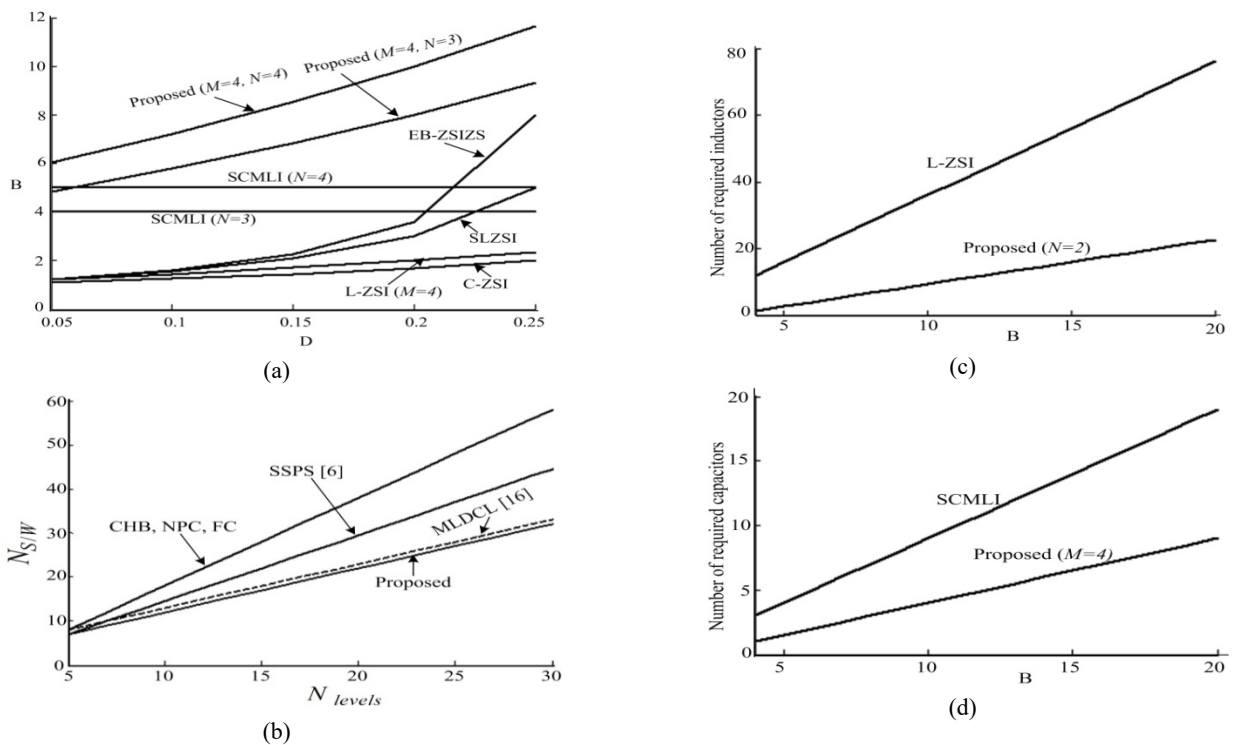 12
10
8
6
B
4
2
0
Proposed (M=4, N=4)
Proposed (M=4, N=3)
EB-ZSIZS
SCMLI (N=4)
SCMLI (N=3)
SLZSI
L-ZSI (M=4)
C-ZSI
0.05 0.1 0.15 0.2 0.25
D
(a)
60
50
40
30
20
10
0
N S/W
SSPS [6]
CHB, NPC, FC
MLDCL [16]
Proposed
5 10 15 20 25 30
N levels
(b)
80
60
40
20
0
Number of required inductors
L-ZSI
Proposed (N=2)
5 10 15 20
B
(c)
20
15
10
5
0
Number of required capacitors
SCMLI
Proposed (M=4)
5 10 15 20
B
(d)